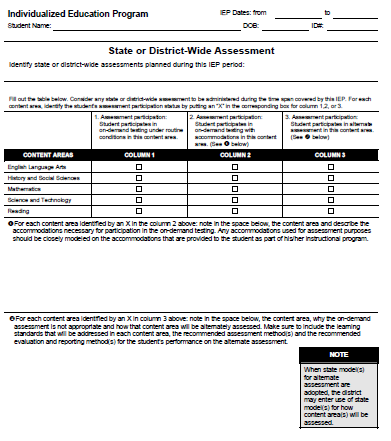 Individualized Education Program
IEP Dates: from to
Student Name: DOB: ID#:
State or District-Wide Assessment
Identify state or district-wide assessments planned during this IEP period:
Fill out the table below. Consider any state or district-wide assessment to be administered during the time span covered by this IEP. For each
content area, identify the student's assessment participation status by putting an "X" in the corresponding box for column 1,2, or 3.
1. Assessment participation:
Student participates in
on-demand testing under routine
conditions in this content area.
2. Assessment participation:
Student participates in
on-demand testing with
accommodations in this content
area. (See ❶ below)
3. Assessment participation:
Student participates in alternate
assessment in this content area.
(See ❷ below)
CONTENT AREAS COLUMN 1 COLUMN 2 COLUMN 3
English Language Arts
History and Social Sciences
Mathematics
Science and Technology
Reading
❶For each content area identified by an X in the column 2 above: note in the space below, the content area and describe the
accommodations necessary for participation in the on-demand testing. Any accommodations used for assessment purposes
should be closely modeled on the accommodations that are provided to the student as part of his/her instructional program.
❷For each content area identified by an X in column 3 above: note in the space below, the content area, why the on-demand
assessment is not appropriate and how that content area will be alternately assessed. Make sure to include the learning
standards that will be addressed in each content area, the recommended assessment method(s) and the recommended
evaluation and reporting method(s) for the student's performance on the alternate assessment.
NOTE
When state model(s)
for alternate
assessment are
adopted, the district
may enter use of state
model(s) for how
content area(s) will be
assessed.